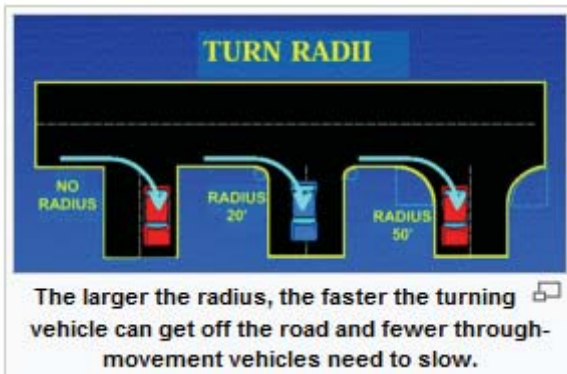 TURN RADII
NO
RADIUS
RADIUS
20'
RADIUS
50'
The larger the radius, the faster the turning
vehicle can get off the road and fewer through-
movement vehicles need to slow.